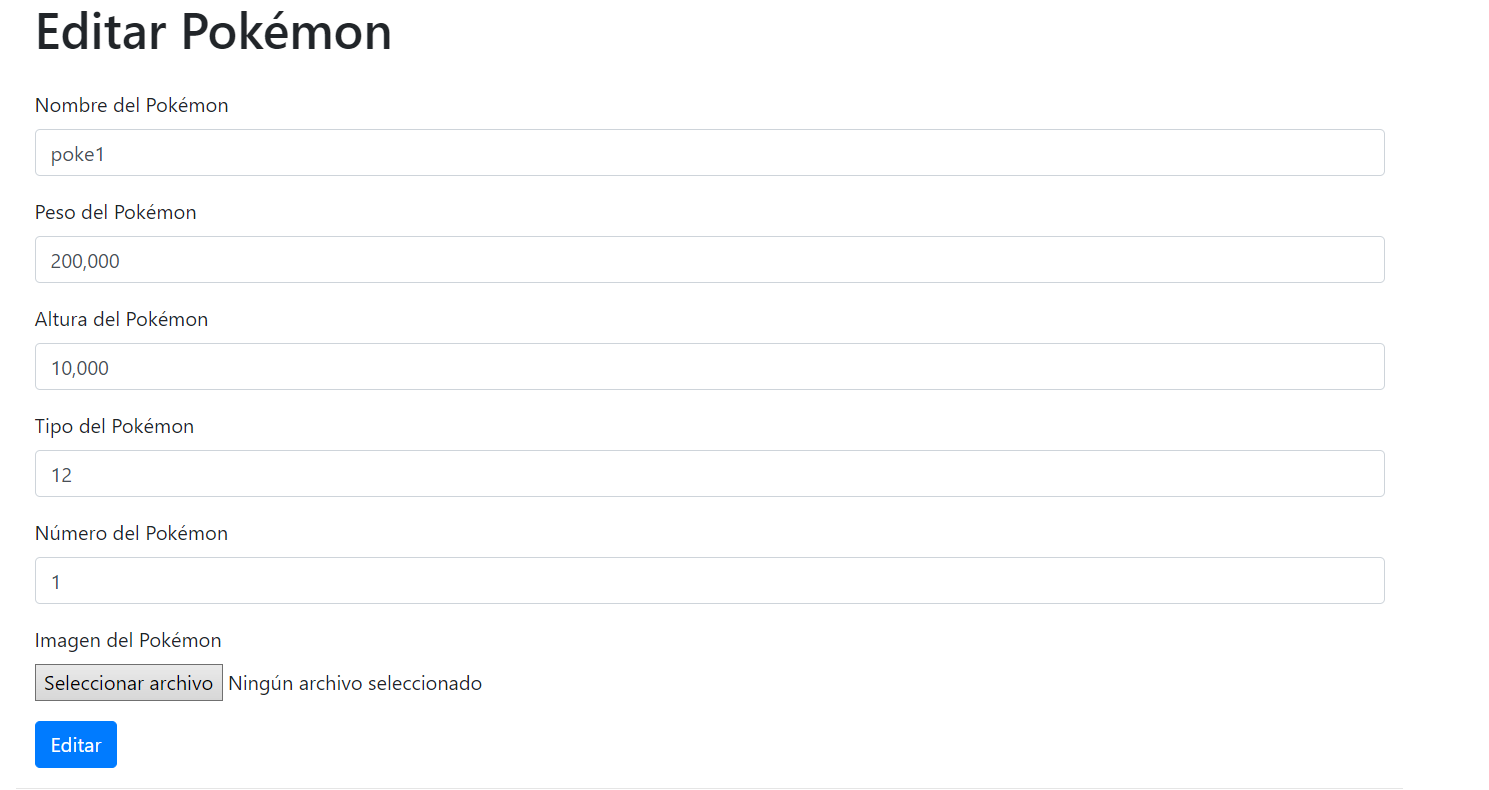 Editar Pokémon
Nombre del Pokémon
poke1
Peso del Pokémon
200,000
Altura del Pokémon
10,000
Tipo del Pokémon
12
Número del Pokémon
1
Imagen del Pokémon
Seleccionar archivo Ningún archivo seleccionado
Editar